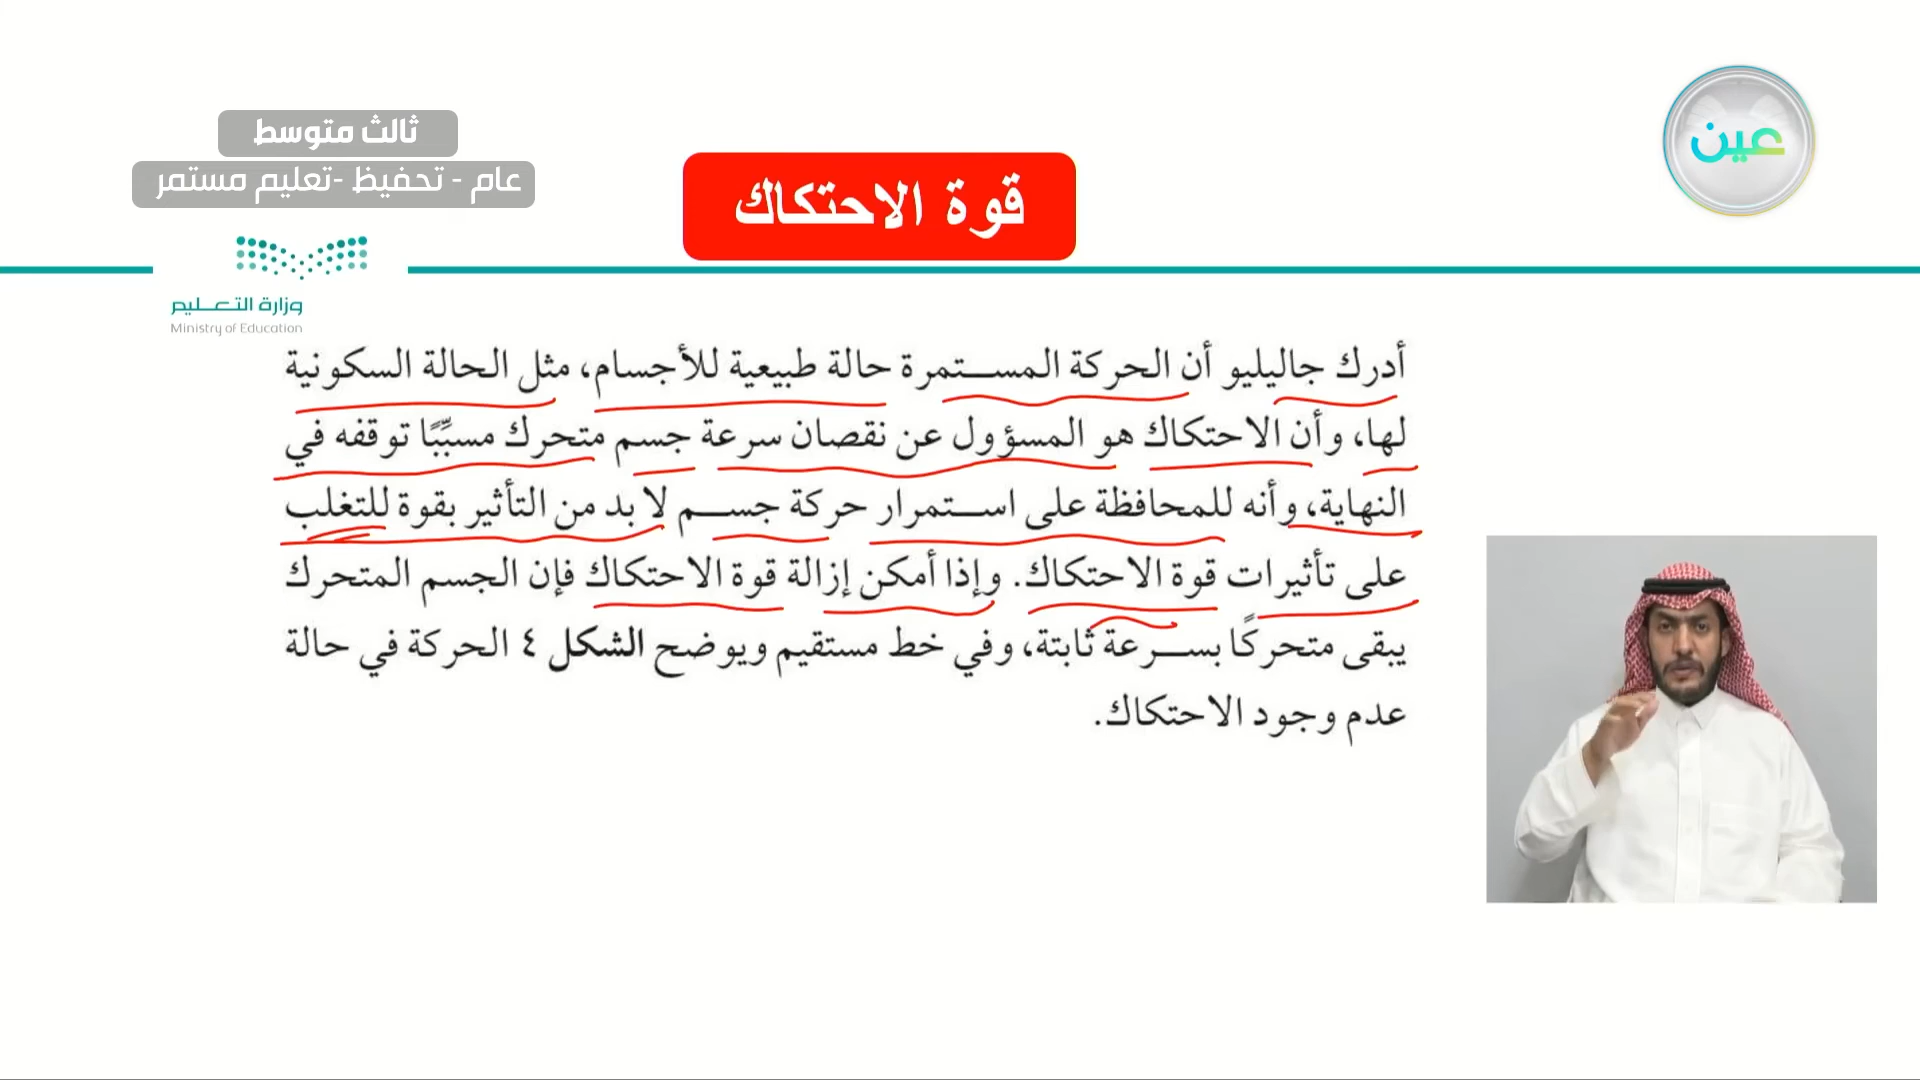 عين
ثالث متوسط
عام - تحفيظ -تعليم مستمر
قوة الاحتكاك
وزارة التعليم
Ministry of Education
أدرك جاليليو أن الحركة المستمرة حالة طبيعية للأجسام، مثل الحالة السكونية
لها، وأن الاحتكاك هو المسؤول عن نقصان سرعة جسم متحرك مسبِّبًا توقفه في
النهاية، وأنه للمحافظة على استمرار حركة جسم لا بد من التأثير بقوة للتغلب
على تأثيرات قوة الاحتكاك. وإذا أمكن إزالة قوة الاحتكاك فإن الجسم المتحرك
يبقى متحركًا بسرعة ثابتة، وفي خط مستقيم ويوضح الشكل ٤ الحركة في حالة
عدم وجود الاحتكاك.